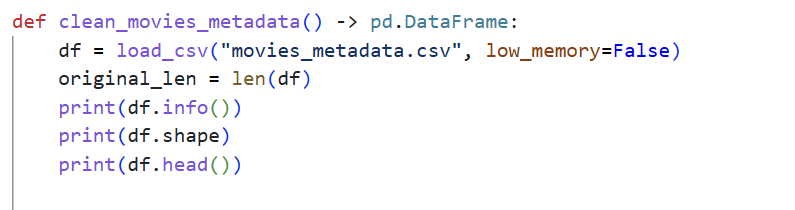 def clean_movies_metadata() -> pd.DataFrame:
    df = load_csv("movies_metadata.csv", low_memory=False)
    original_len = len(df)
    print(df.info())
    print(df.shape)
    print(df.head())